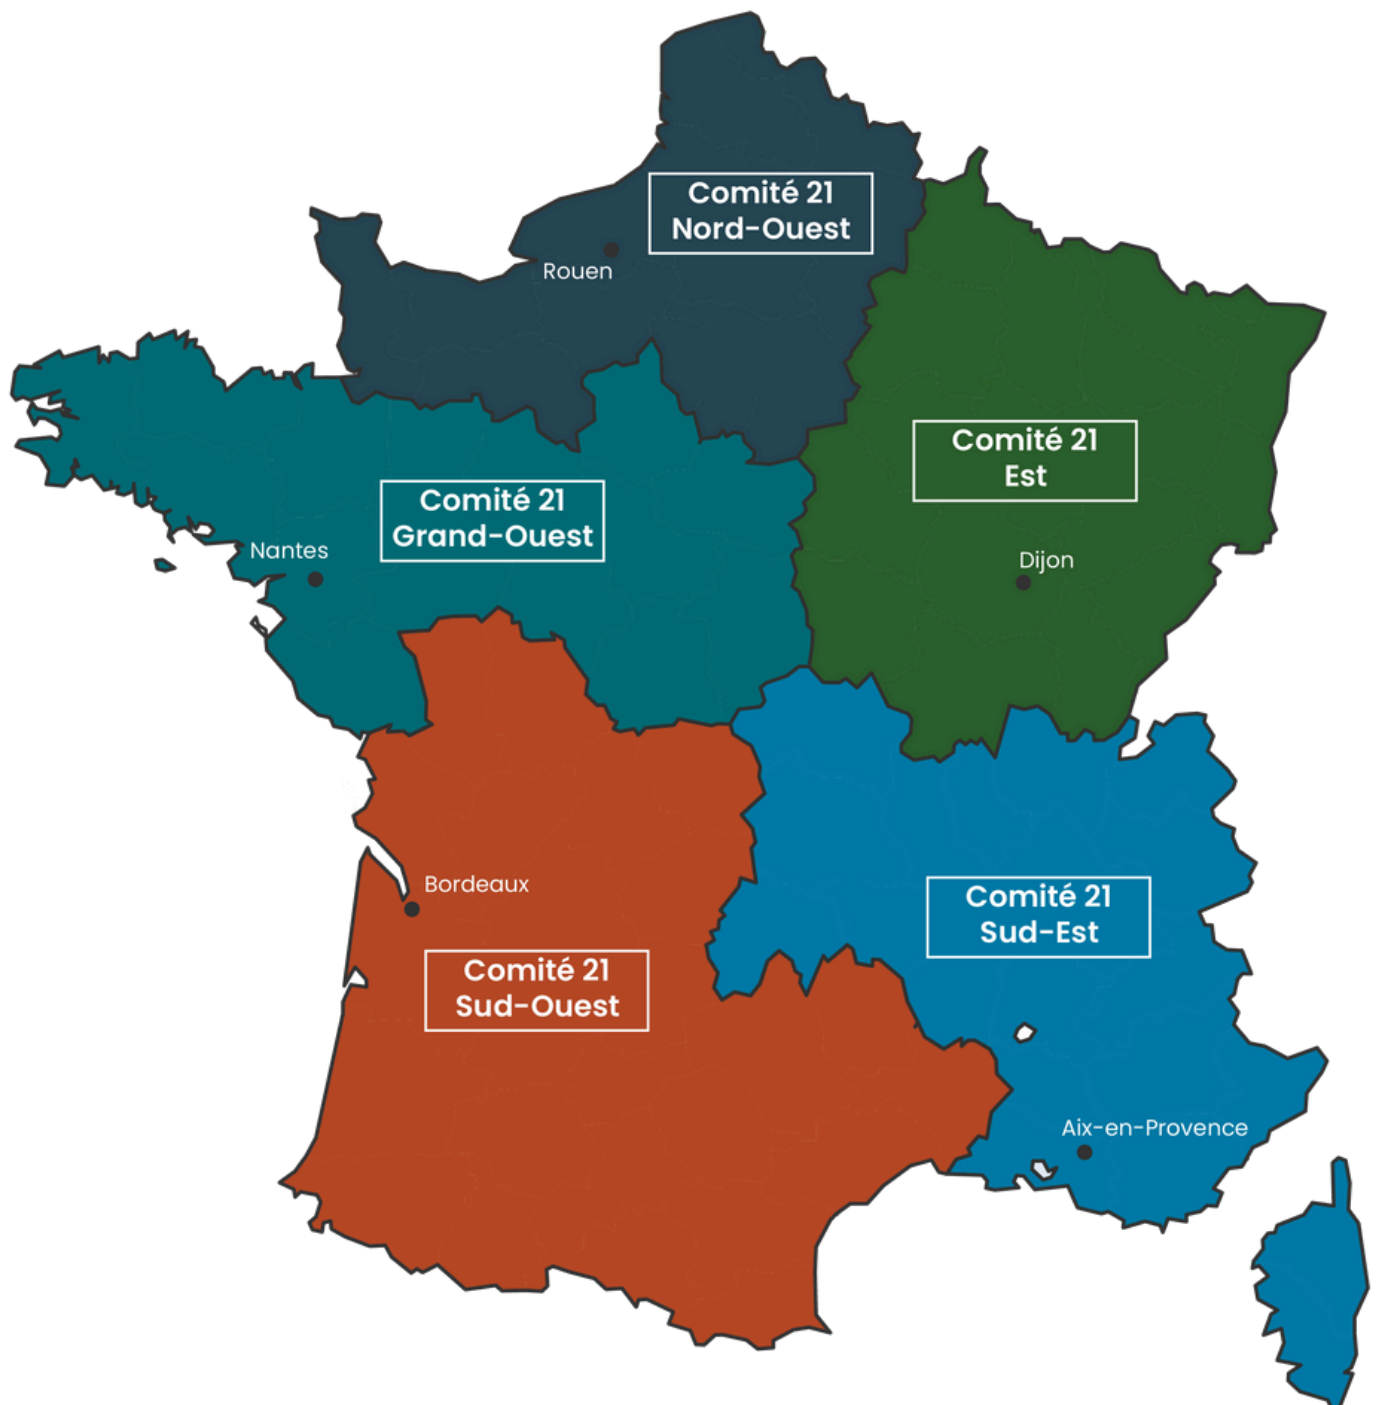 Comité 21
Nord-Ouest
Rouen
Comité 21
Est
Comité 21
Grand-Ouest
Nantes
Dijon
Bordeaux
Comité 21
Sud-Est
Comité 21
Sud-Ouest
Aix-en-Provence